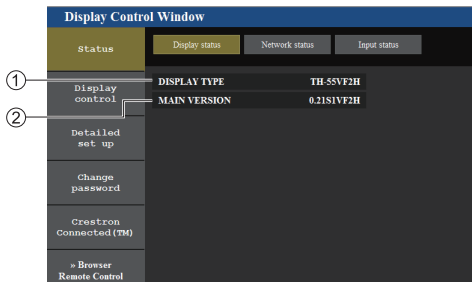 Display Control Window
Status
Display status
Network status
Input status
1
DISPLAY TYPE TH-55VF2H
Display
control
2
MAIN VERSION 0.21S1VF2H
Detailed
set up
Change
password
Crestron
Connected(TM)
» Browser
Remote Control